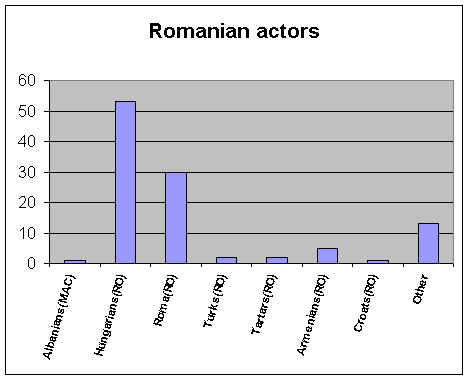 Romanian actors
60
50
40
30
20
10
0
Albanians(MAC)
Hungarians(RO)
Roma(RO)
Turks(RO)
Tartars(RO)
Armenians(RO)
Croats(RO)
Other